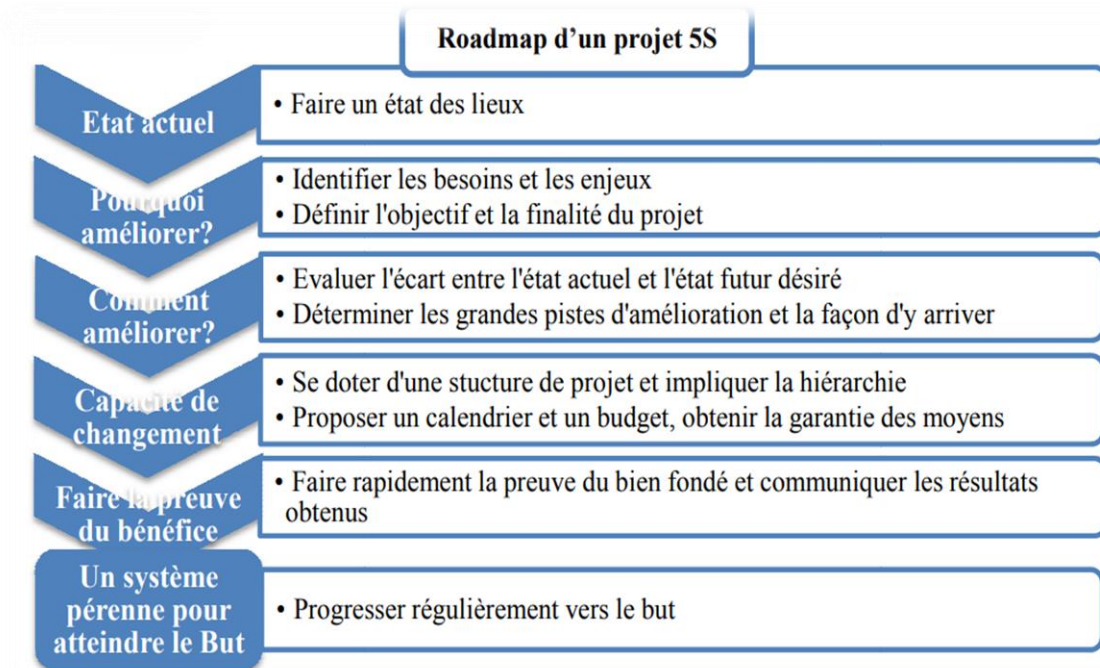 Roadmap d’un projet 5S
Etat actuel
• Faire un état des lieux
Pourquoi
améliorer?
• Identifier les besoins et les enjeux
• Définir l'objectif et la finalité du projet
Comment
améliorer?
• Evaluer l'écart entre l'état actuel et l'état futur désiré
• Déterminer les grandes pistes d'amélioration et la façon d'y arriver
Capacité de
changement
• Se doter d'une stucture de projet et impliquer la hiérarchie
• Proposer un calendrier et un budget, obtenir la garantie des moyens
Faire la preuve
du bénéfice
• Faire rapidement la preuve du bien fondé et communiquer les résultats
obtenus
Un système
pérenne pour
atteindre le But
• Progresser régulièrement vers le but